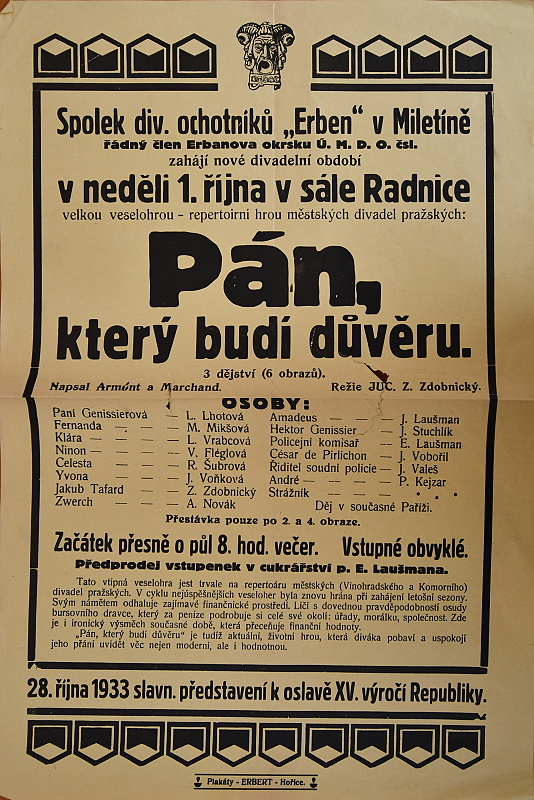 Spolek div. ochotníků „Erben“ v Miletíně
řádný člen Erbanova okrsku Ú. M. D. O. čsl.
zahájí nové divadelní období
v neděli 1. října v sále Radnice
velkou veselohrou - repertoirní hrou městských divadel pražských:
Pán,
který budí důvěru.
3 dějství (6 obrazů).
Napsal Armónt a Marchand. Režie JUC. Z. Zdobnický.
OSOBY:
Paní Genissierová — — L. Lhotová
Fernanda — — — M. Mikšová
Klára — — — — L. Vrabcová
Ninon — — — — V. Fléglová
Celesta — — — R. Šubrová
Yvona — — — J. Voňková
Jakub Tafard — — — Z. Zdobnický
Zwerch — — — A. Novák
Amadeus — — — — J. Laušman
Hektor Genissier — — J. Stuchlík
Policejní komisař — E. Laušman
César de Pirlichon — J. Vobořil
Řiditel soudní policie — J. Valeš
André — — — — P. Kejzar
Strážník — — — — . . .
Děj v současné Paříži.
Přestávka pouze po 2. a 4. obraze.
Začátek přesně o půl 8. hod. večer. Vstupné obvyklé.
Předprodej vstupenek v cukrářství p. E. Laušmana.
Tato vtipná veselohra jest trvale na repertoáru městských (Vinohradského a Komorního)
divadel pražských. V cyklu nejúspěšnějších veseloher byla znovu hrána při zahájení letošní sezony.
Svým námětem odhaluje zajímavé finančnické prostředí. Líčí s dovednou pravděpodobností osudy
bursovního dravce, který za peníze podrobuje si celé své okolí: úřady, morálku, společnost. Zde
je i ironický výsměch současné době, která přeceňuje finanční hodnoty.
„Pán, který budí důvěru“ je tudíž aktuální, životní hrou, která diváka pobaví a uspokojí
jeho přání uvidět věc nejen moderní, ale i hodnotnou.
28. října 1933 slavn. představení k oslavě XV. výročí Republiky.
Plakáty - ERBERT - Hořice.